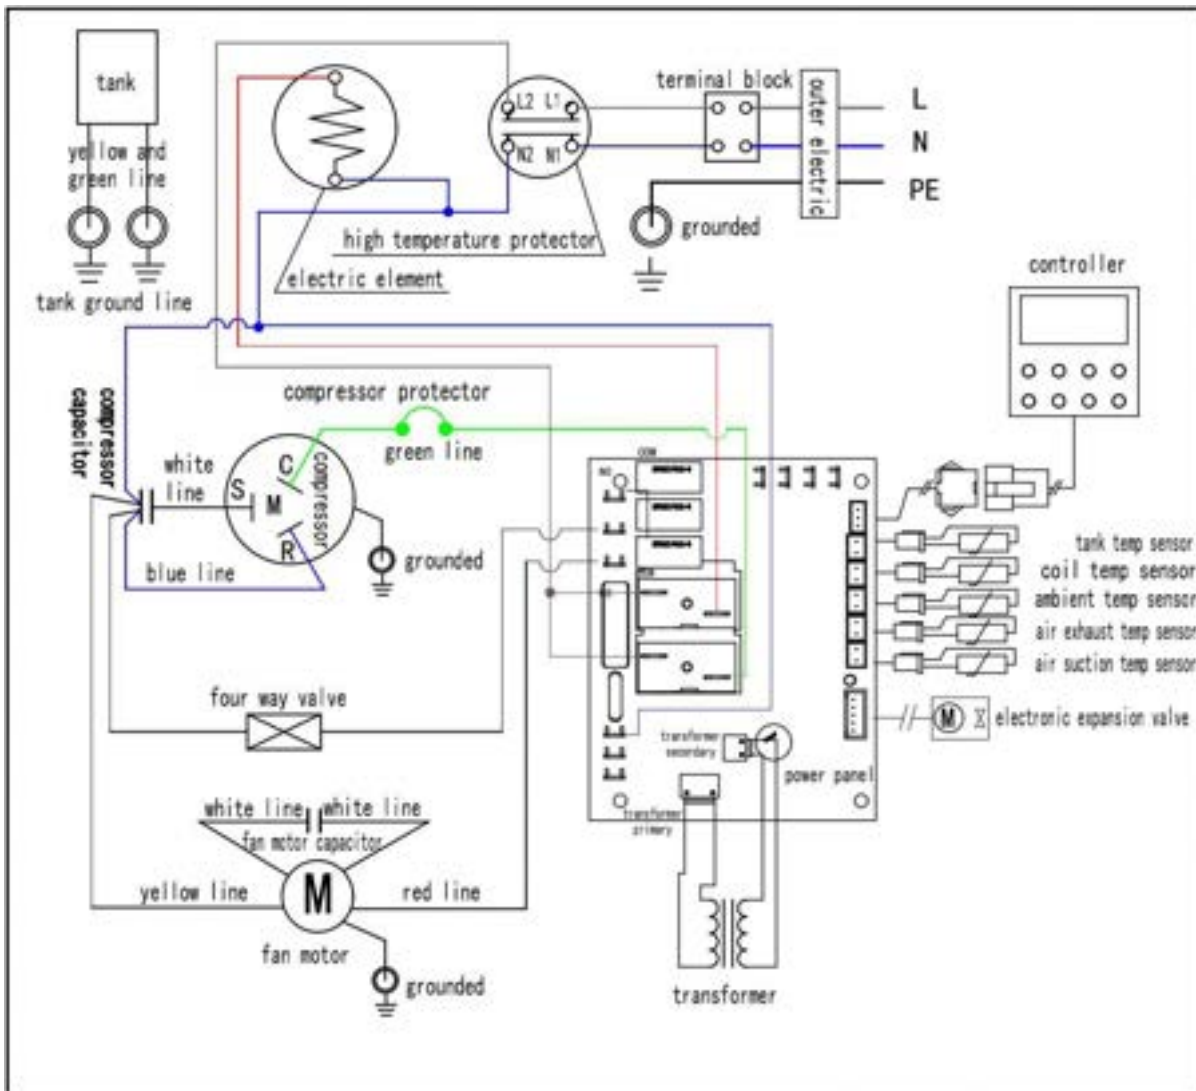 tank
yellow and
green line
tank ground line
L2 L1
N2 N1
terminal block
outer electric
L
N
PE
grounded
high temperature protector
electric element
controller
compressor
capacitor
compressor protector
green line
white
line
C
S
M
R
compressor
blue line
grounded
COM
tank temp sensor
coil temp sensor
ambient temp sensor
air exhaust temp sensor
air suction temp sensor
M
electronic expansion valve
four way valve
transformer
secondary
power panel
transformer
primary
white line
white line
fan motor capacitor
yellow line
M
red line
fan motor
grounded
transformer